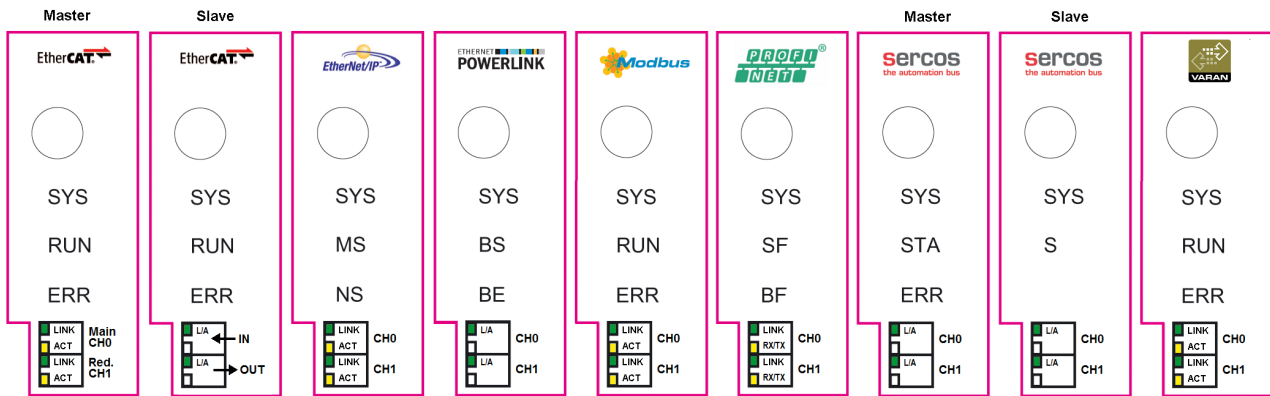 Master
EtherCAT
SYS
RUN
ERR
LINK
ACT
Main
CH0
LINK
ACT
Red.
CH1
Slave
EtherCAT
SYS
RUN
ERR
L/A
IN
L/A
OUT
EtherNet/IP
SYS
MS
NS
LINK
ACT
CH0
LINK
ACT
CH1
ETHERNET
POWERLINK
SYS
BS
BE
L/A
CH0
L/A
CH1
Modbus
SYS
RUN
ERR
LINK
ACT
CH0
LINK
ACT
CH1
PROFI
NET®
SYS
SF
BF
LINK
RX/TX
CH0
LINK
RX/TX
CH1
Master
sercos
the automation bus
SYS
STA
ERR
L/A
CH0
L/A
CH1
Slave
sercos
the automation bus
SYS
S
L/A
CH0
L/A
CH1
VARAN
SYS
RUN
ERR
LINK
ACT
CH0
LINK
ACT
CH1